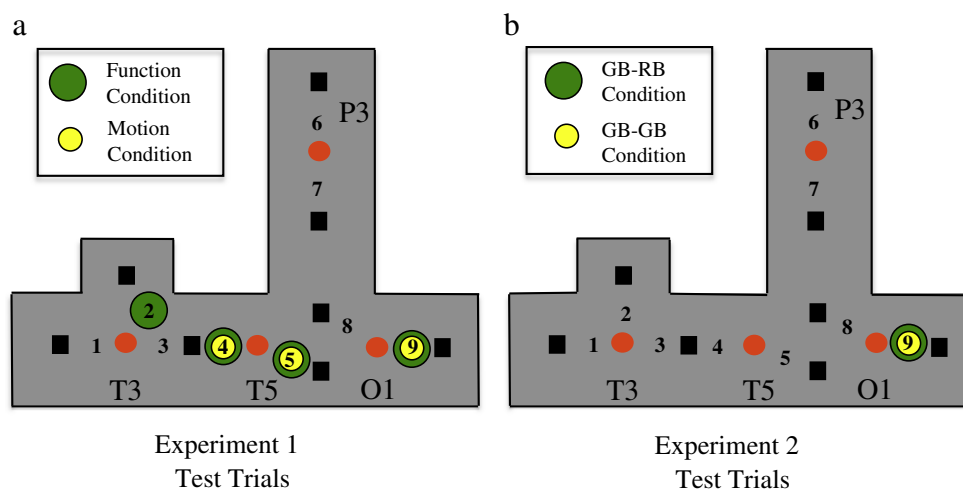 a
Function
Condition
Motion
Condition
P3
6
7
2
8
1
3
4
5
9
T3
T5
O1
Experiment 1
Test Trials
b
GB-RB
Condition
GB-GB
Condition
P3
6
7
2
8
1
3
4
5
9
T3
T5
O1
Experiment 2
Test Trials